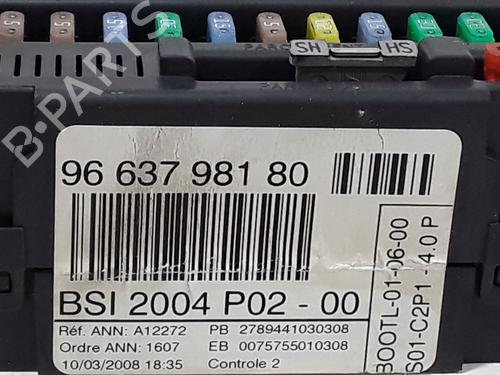 SH
HS
96 637 981 80
BSI 2004 P02 - 00
Réf. ANN: A12272 PB 2789441030308
Ordre ANN: 1607 EB 0075755010308
10/03/2008 18:35 Controle 2
BOOTL-01-06-00
S01-C2P1 - 4.0 P
B-PARTS